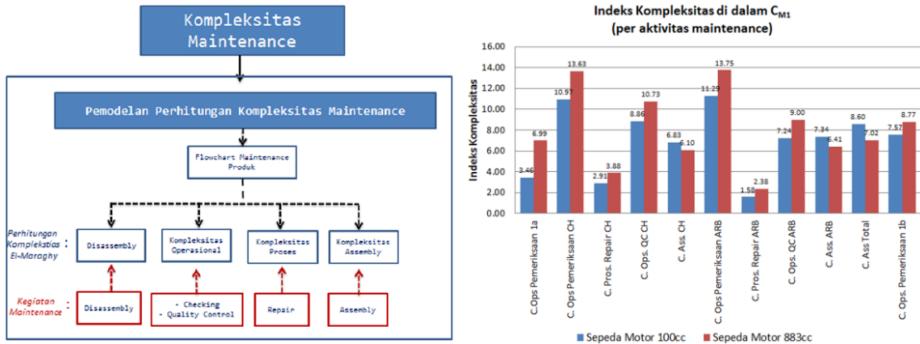 Kompleksitas
Maintenance
Pemodelan Perhitungan Kompleksitas Maintenance
Flowchart Maintenance
Produk
Perhitungan
Kompleksitas :
El-Maraghy
Disassembly
Kompleksitas
Operasional
Kompleksitas
Proses
Kompleksitas
Assembly
Kegiatan
Maintenance :
Disassembly
- Checking
- Quality Control
Repair
Assembly
Indeks Kompleksitas di dalam CM1
(per aktivitas maintenance)
Indeks Kompleksitas
16.00
14.00
12.00
10.00
8.00
6.00
4.00
2.00
0.00
3.46
6.99
10.97
13.63
2.91
3.88
8.86
10.73
6.83
6.10
11.29
13.75
1.58
2.38
7.24
9.00
7.34
6.41
8.60
7.02
7.57
8.77
C.Ops Pemeriksaan 1a
C. Ops Pemeriksaan CH
C. Pros. Repair CH
C. Ops. QC CH
C. Ass. CH
C. Ops Pemeriksaan ARB
C. Pros. Repair ARB
C. Ops. QC ARB
C. Ass. ARB
C. Ass Total
C. Ops Pemeriksaan 1b
Sepeda Motor 100cc
Sepeda Motor 883cc